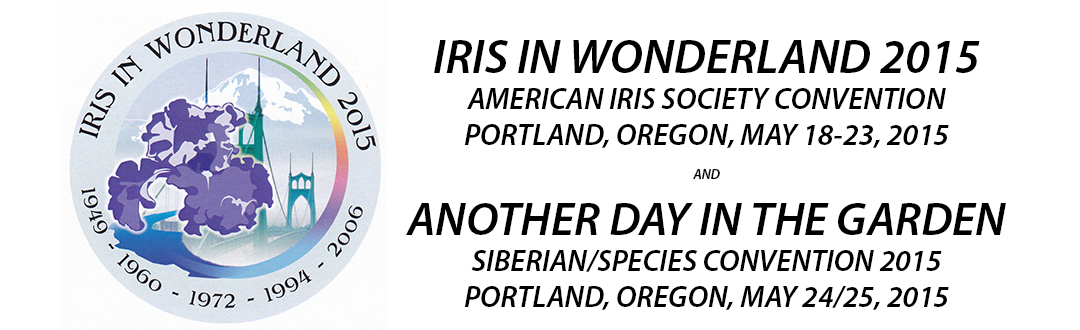 IRIS IN WONDERLAND 2015
1949 - 1960 - 1972 - 1994 - 2006
IRIS IN WONDERLAND 2015
AMERICAN IRIS SOCIETY CONVENTION
PORTLAND, OREGON, MAY 18-23, 2015
AND
ANOTHER DAY IN THE GARDEN
SIBERIAN/SPECIES CONVENTION 2015
PORTLAND, OREGON, MAY 24/25, 2015